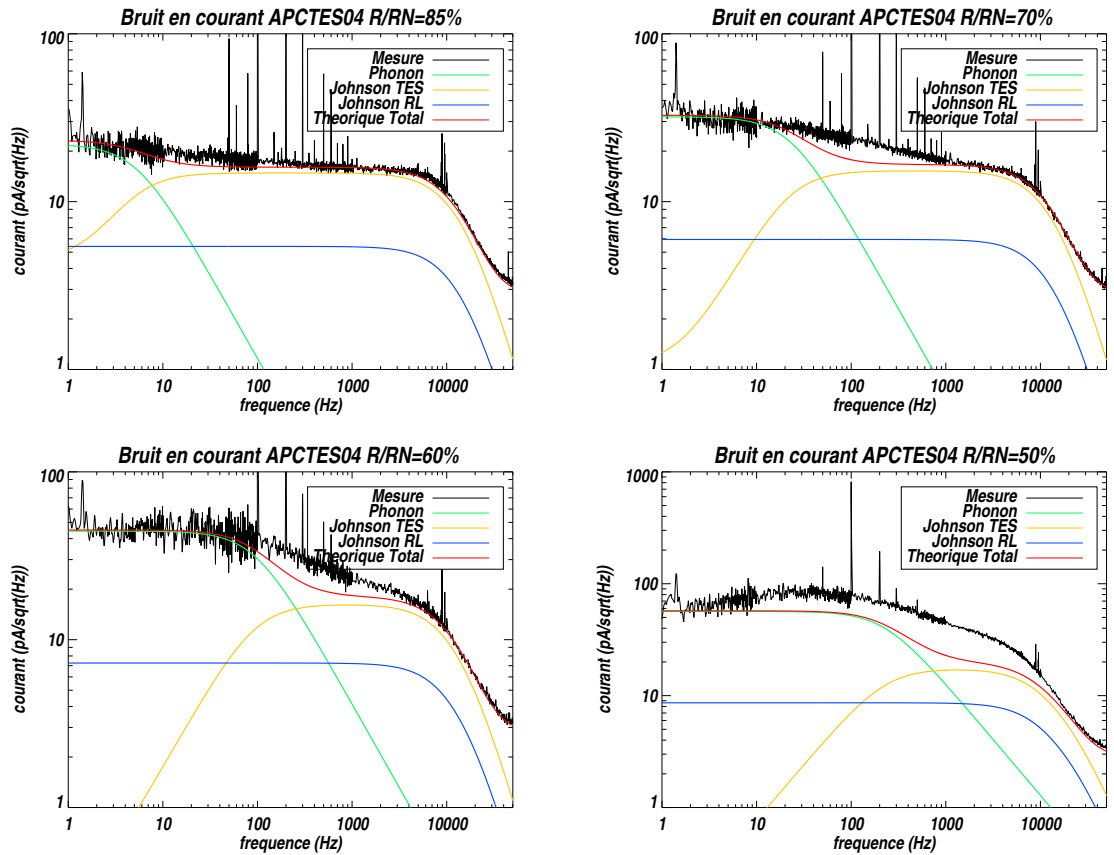 Bruit en courant APCTES04 R/RN=85%
100
10
1
courant (pA/sqrt(Hz))
Mesure
Phonon
Johnson TES
Johnson RL
Theorique Total
1 10 100 1000 10000
frequence (Hz)
Bruit en courant APCTES04 R/RN=70%
100
10
1
courant (pA/sqrt(Hz))
Mesure
Phonon
Johnson TES
Johnson RL
Theorique Total
1 10 100 1000 10000
frequence (Hz)
Bruit en courant APCTES04 R/RN=60%
100
10
1
courant (pA/sqrt(Hz))
Mesure
Phonon
Johnson TES
Johnson RL
Theorique Total
1 10 100 1000 10000
frequence (Hz)
Bruit en courant APCTES04 R/RN=50%
1000
100
10
1
courant (pA/sqrt(Hz))
Mesure
Phonon
Johnson TES
Johnson RL
Theorique Total
1 10 100 1000 10000
frequence (Hz)